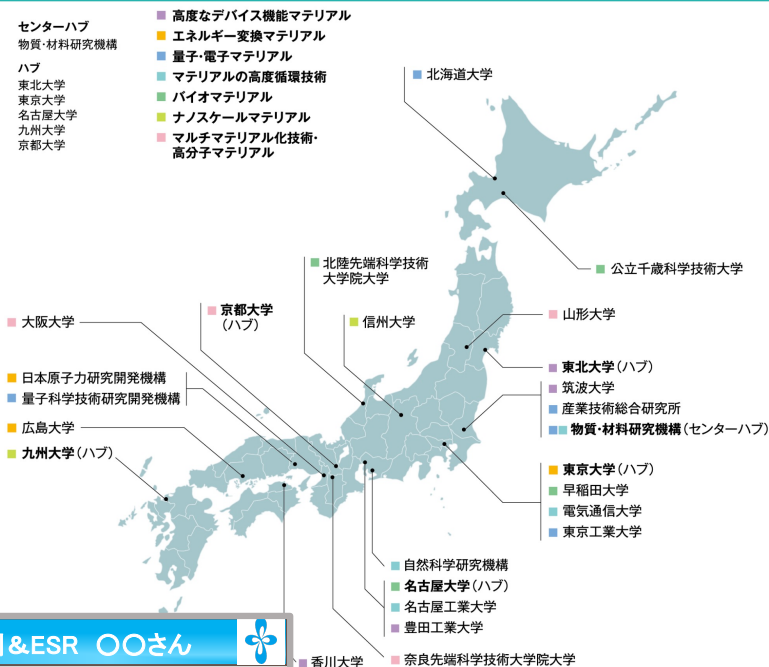 センターハブ
物質・材料研究機構
ハブ
東北大学
東京大学
名古屋大学
九州大学
京都大学
高度なデバイス機能マテリアル
エネルギー変換マテリアル
量子・電子マテリアル
マテリアルの高度循環技術
バイオマテリアル
ナノスケールマテリアル
マルチマテリアル化技術・
高分子マテリアル
北海道大学
公立千歳科学技術大学
北陸先端科学技術
大学院大学
京都大学
（ハブ）
信州大学
大阪大学
山形大学
日本原子力研究開発機構
量子科学技術研究開発機構
広島大学
九州大学（ハブ）
東北大学（ハブ）
筑波大学
産業技術総合研究所
物質・材料研究機構（センターハブ）
東京大学（ハブ）
早稲田大学
電気通信大学
東京工業大学
自然科学研究機構
名古屋大学（ハブ）
名古屋工業大学
豊田工業大学
香川大学
奈良先端科学技術大学院大学
&ESR 〇〇さん